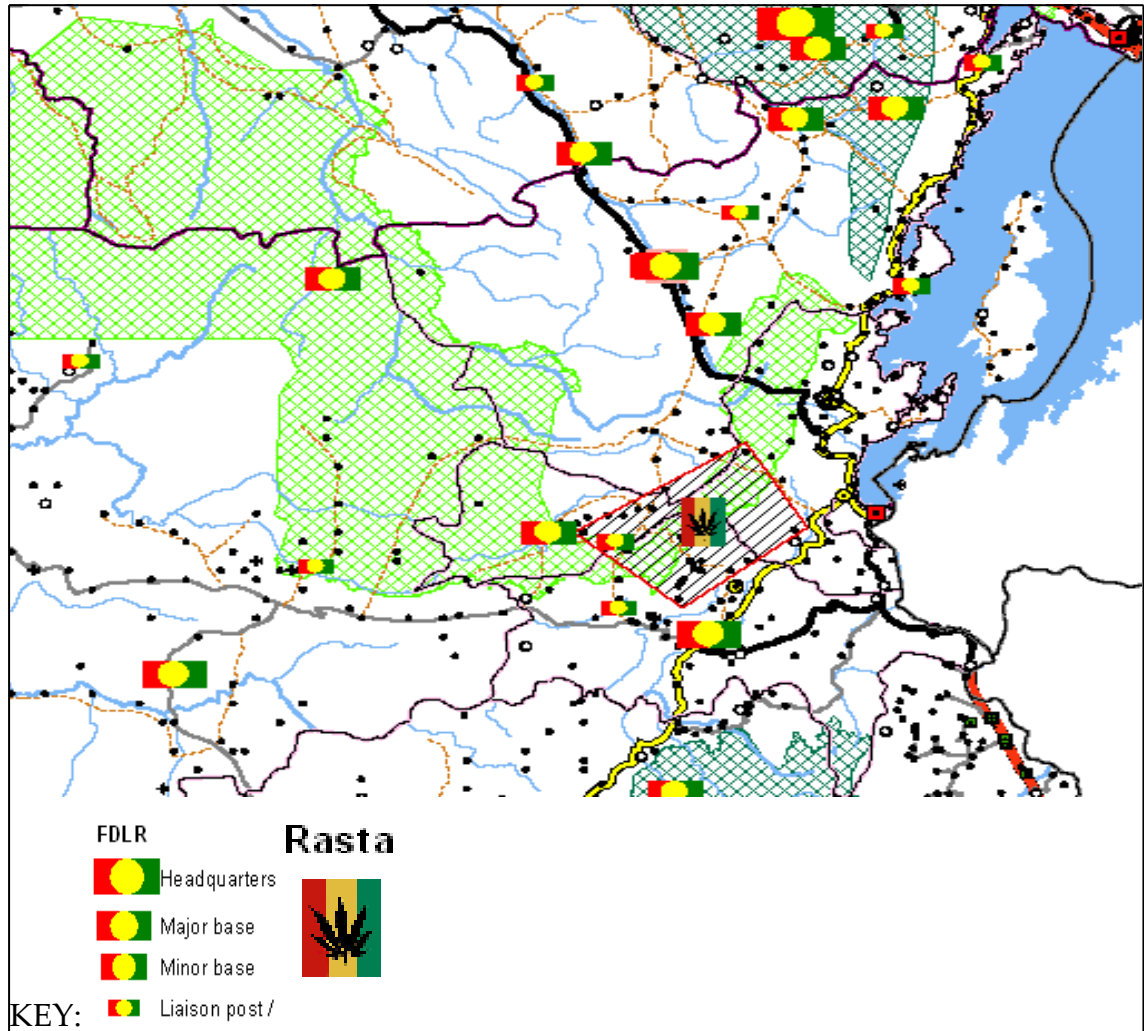 FDLR
Rasta
Headquarters
Major base
Minor base
Liaison post /
KEY: